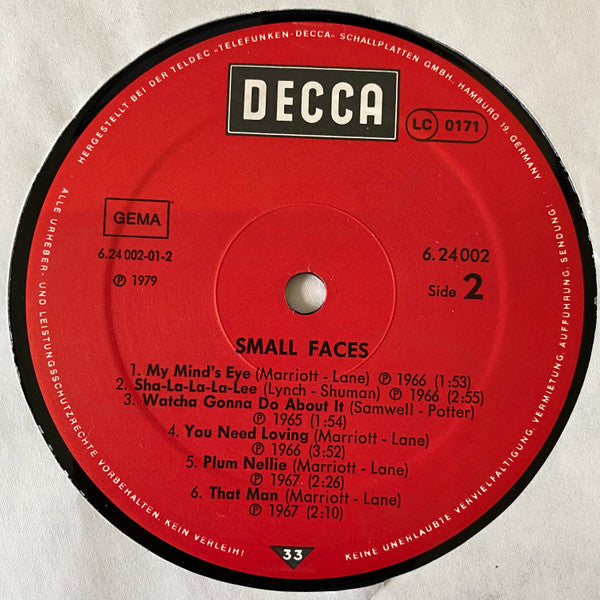 HERGESTELLT BEI DER TELDEC »TELEFUNKEN-DECCA« SCHALLPLATTEN GMBH, HAMBURG 19, GERMANY
DECCA
LC 0171
GEMA
6.24 002-01-2
℗ 1979
6.24002
Side 2
SMALL FACES
1. My Mind's Eye (Marriott - Lane) ℗ 1966 (1:53)
2. Sha-La-La-La-Lee (Lynch - Shuman) ℗ 1966 (2:55)
3. Watcha Gonna Do About It (Samwell - Potter)
℗ 1965 (1:54)
4. You Need Loving (Marriott - Lane)
℗ 1966 (3:52)
5. Plum Nellie (Marriott - Lane)
℗ 1967 (2:26)
6. That Man (Marriott - Lane)
℗ 1967 (2:10)
33
ALLE URHEBER- UND LEISTUNGSSCHUTZRECHTE VORBEHALTEN. KEIN VERLEIH!
KEINE UNERLAUBTE VERVIELFÄLTIGUNG, VERMIETUNG, AUFFÜHRUNG, SENDUNG!